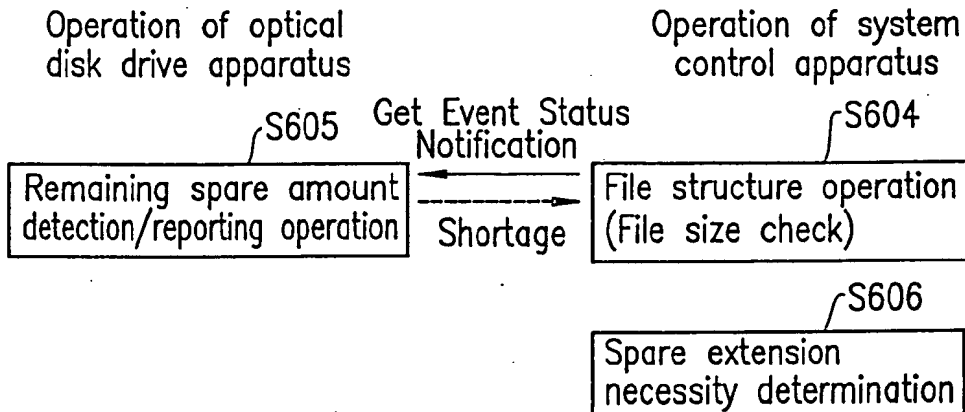 Operation of optical
disk drive apparatus
Operation of system
control apparatus
S605
Get Event Status
Notification
S604
Remaining spare amount
detection/reporting operation
Shortage
File structure operation
(File size check)
S606
Spare extension
necessity determination